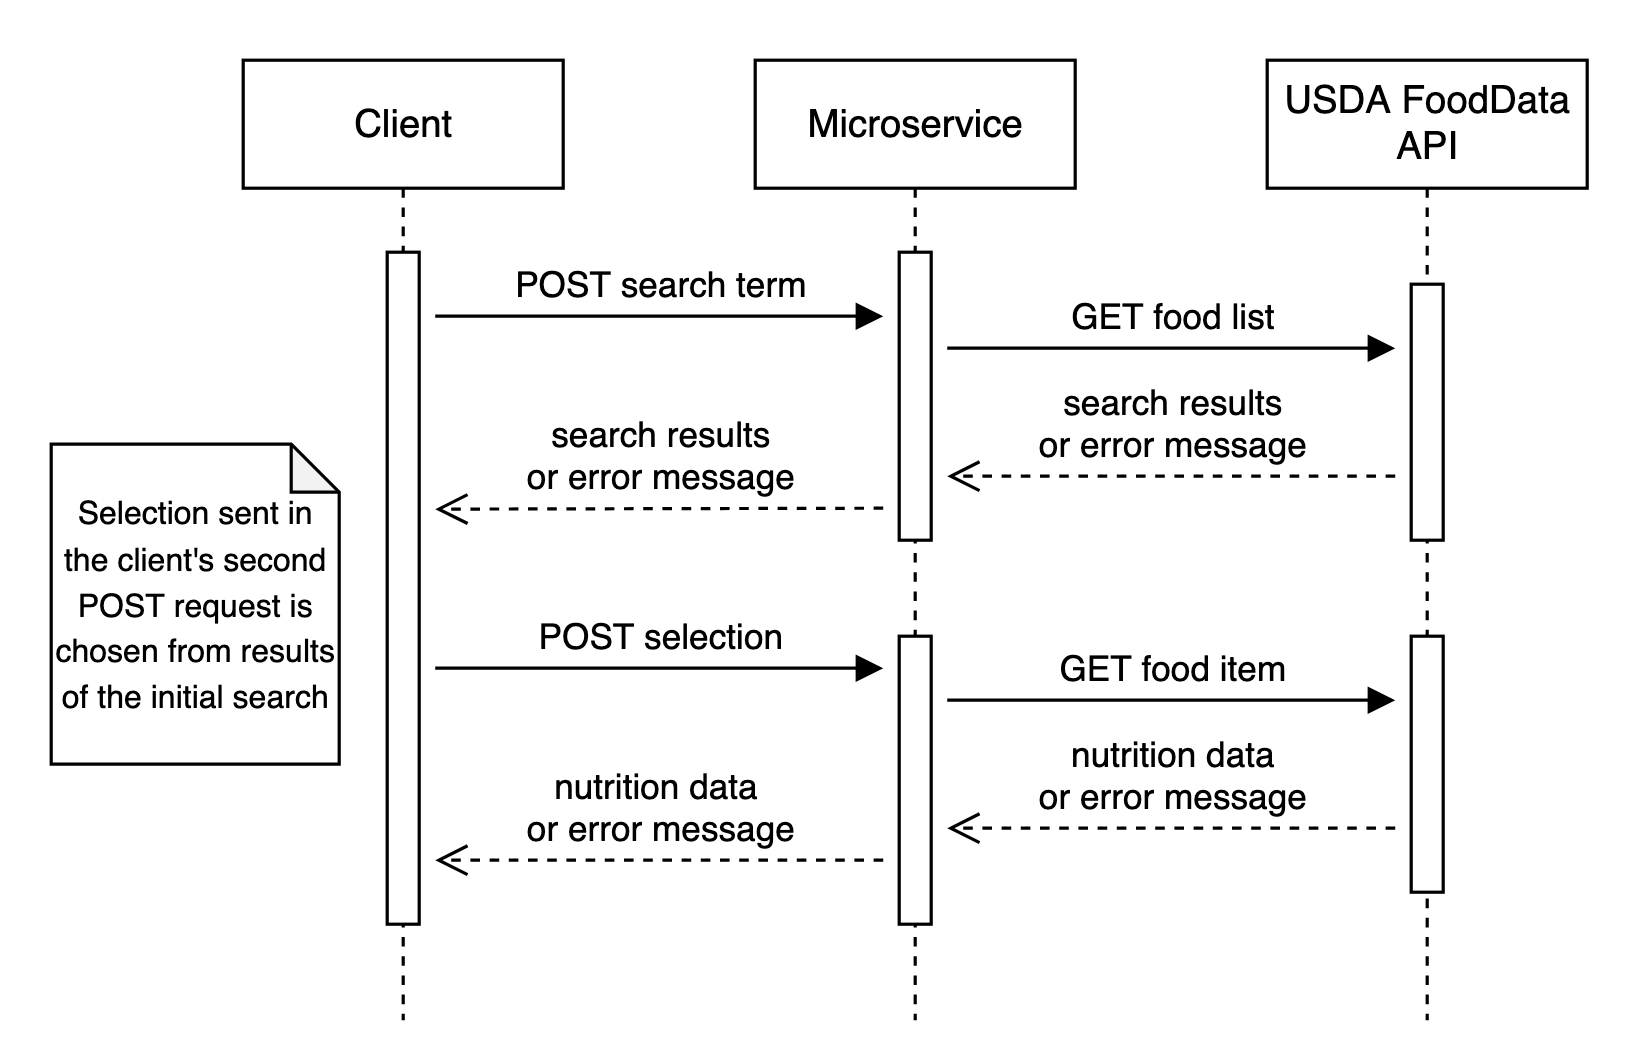 Client
Microservice
USDA FoodData
API
POST search term
GET food list
search results
or error message
search results
or error message
Selection sent in
the client's second
POST request is
chosen from results
of the initial search
POST selection
GET food item
nutrition data
or error message
nutrition data
or error message